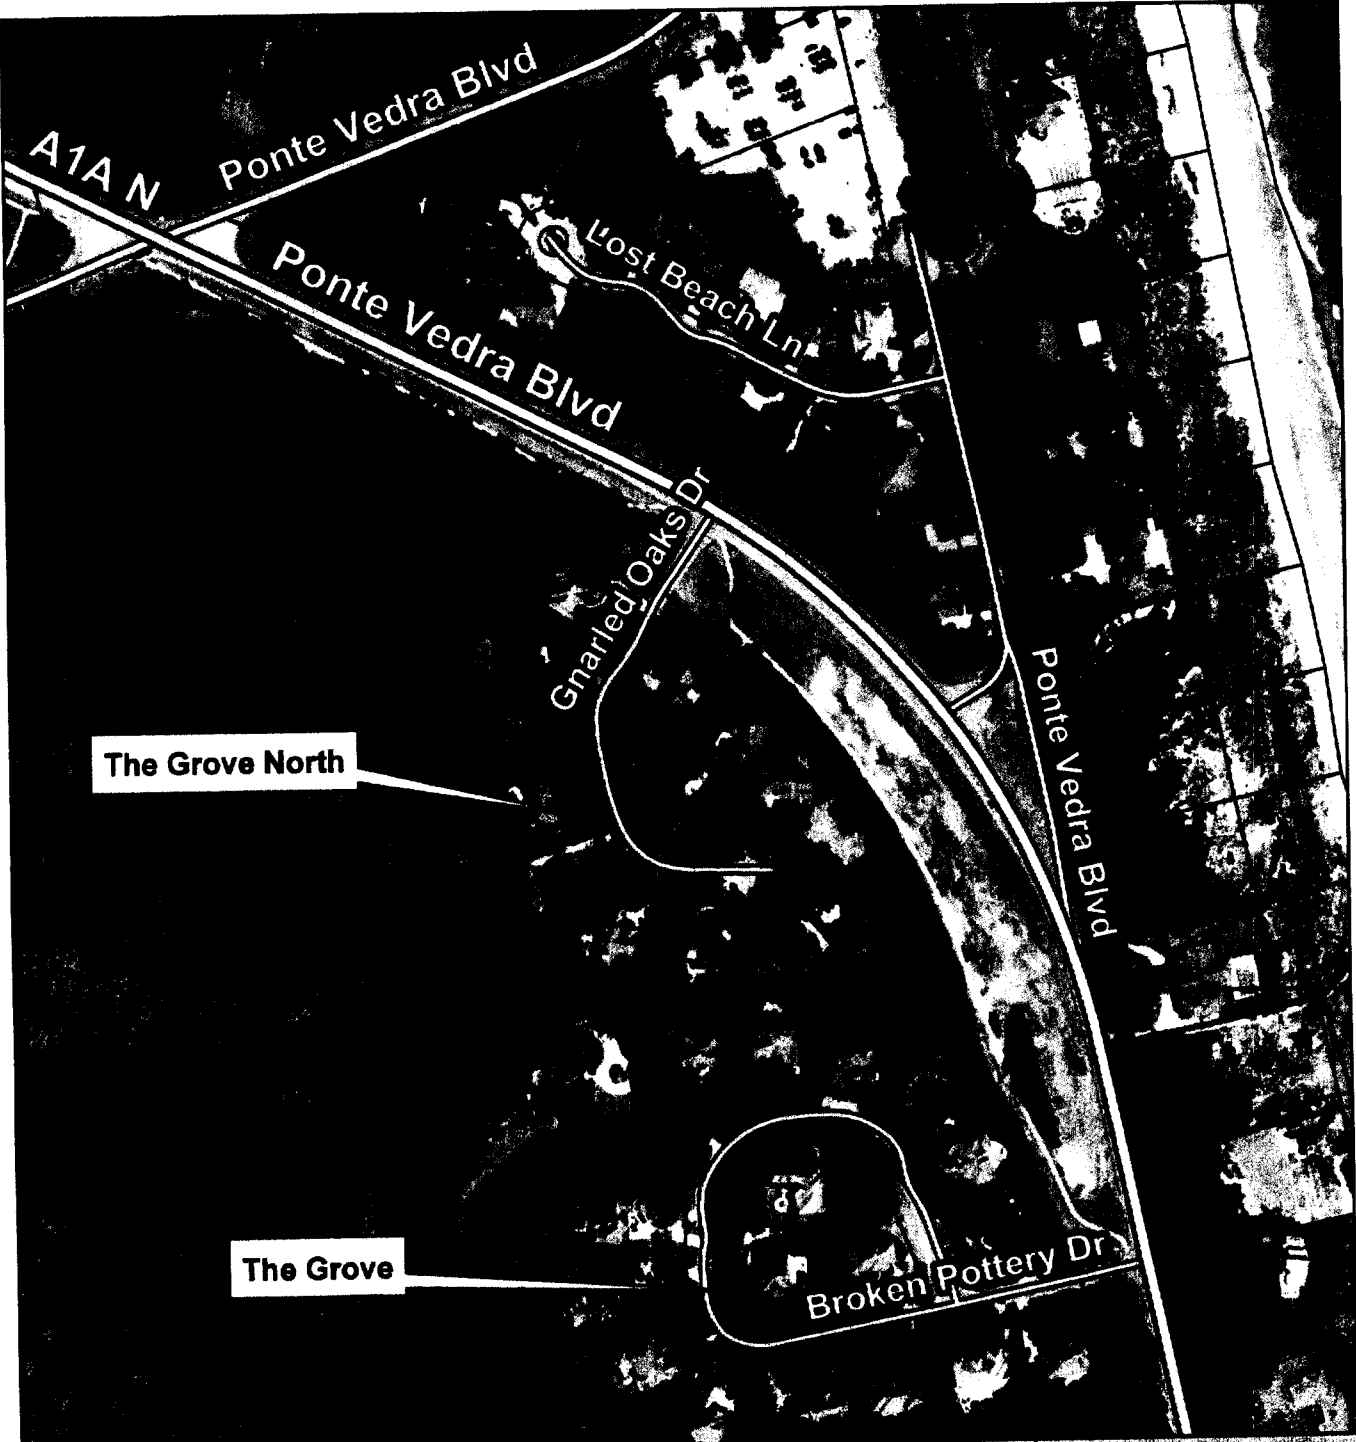 Ponte Vedra Blvd
A1A N
Ponte Vedra Blvd
Lost Beach Ln
Gnarled Oaks Dr
Ponte Vedra Blvd
The Grove North
The Grove
Broken Pottery Dr